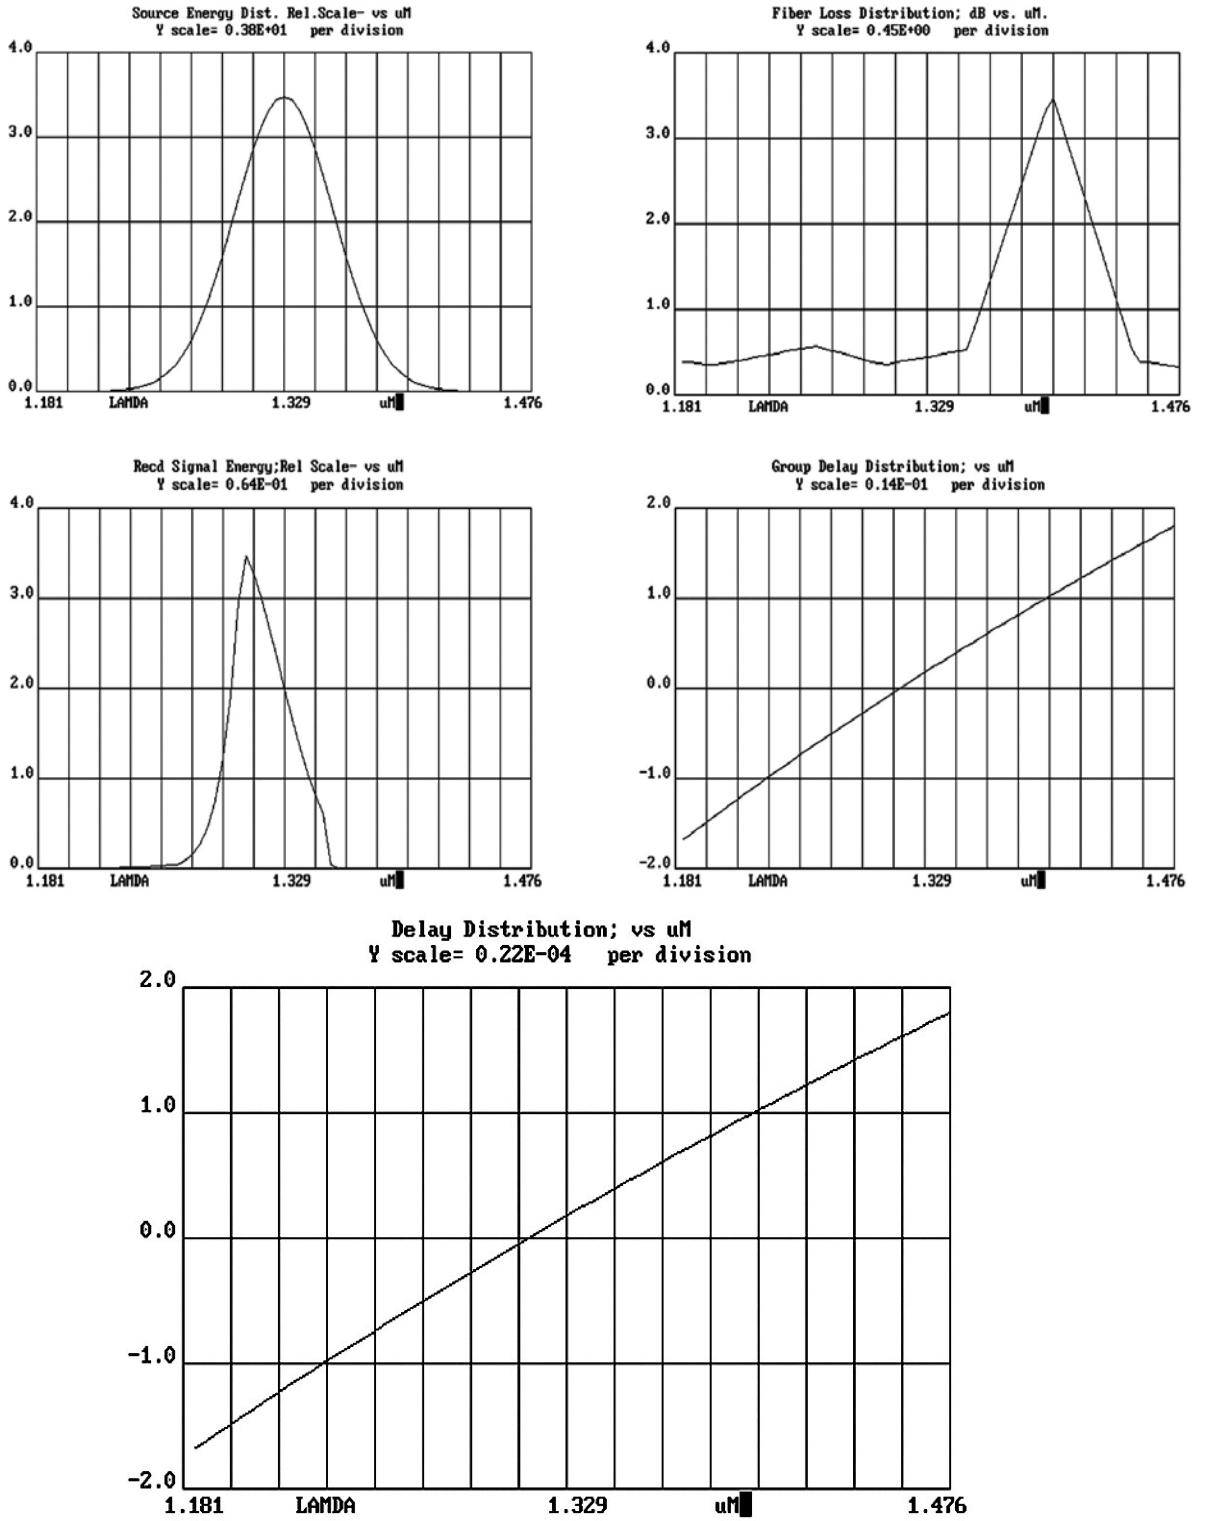 Source Energy Dist. Rel.Scale- vs uM
Y scale= 0.38E+01 per division
4.0
3.0
2.0
1.0
0.0
1.181 LAMDA 1.329 uM 1.476
Fiber Loss Distribution; dB vs. uM.
Y scale= 0.45E+00 per division
4.0
3.0
2.0
1.0
0.0
1.181 LAMDA 1.329 uM 1.476
Recd Signal Energy;Rel Scale- vs uM
Y scale= 0.64E-01 per division
4.0
3.0
2.0
1.0
0.0
1.181 LAMDA 1.329 uM 1.476
Group Delay Distribution; vs uM
Y scale= 0.14E-01 per division
2.0
1.0
0.0
-1.0
-2.0
1.181 LAMDA 1.329 uM 1.476
Delay Distribution; vs uM
Y scale= 0.22E-04 per division
2.0
1.0
0.0
-1.0
-2.0
1.181 LAMDA 1.329 uM 1.476